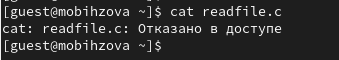 [guest@mobihzova ~]$ cat readfile.c
cat: readfile.c: Отказано в доступе
[guest@mobihzova ~]$